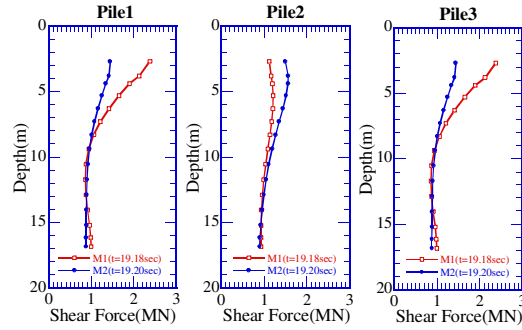 Pile1 Pile2 Pile3
0 0 0
5 5 5
10 10 10
15 15 15
20 20 20
Depth(m) Depth(m) Depth(m)
M1(t=19.18sec) M1(t=19.18sec) M1(t=19.18sec)
M2(t=19.20sec) M2(t=19.20sec) M2(t=19.20sec)
0 1 2 3 0 1 2 3 0 1 2 3
Shear Force(MN) Shear Force(MN) Shear Force(MN)